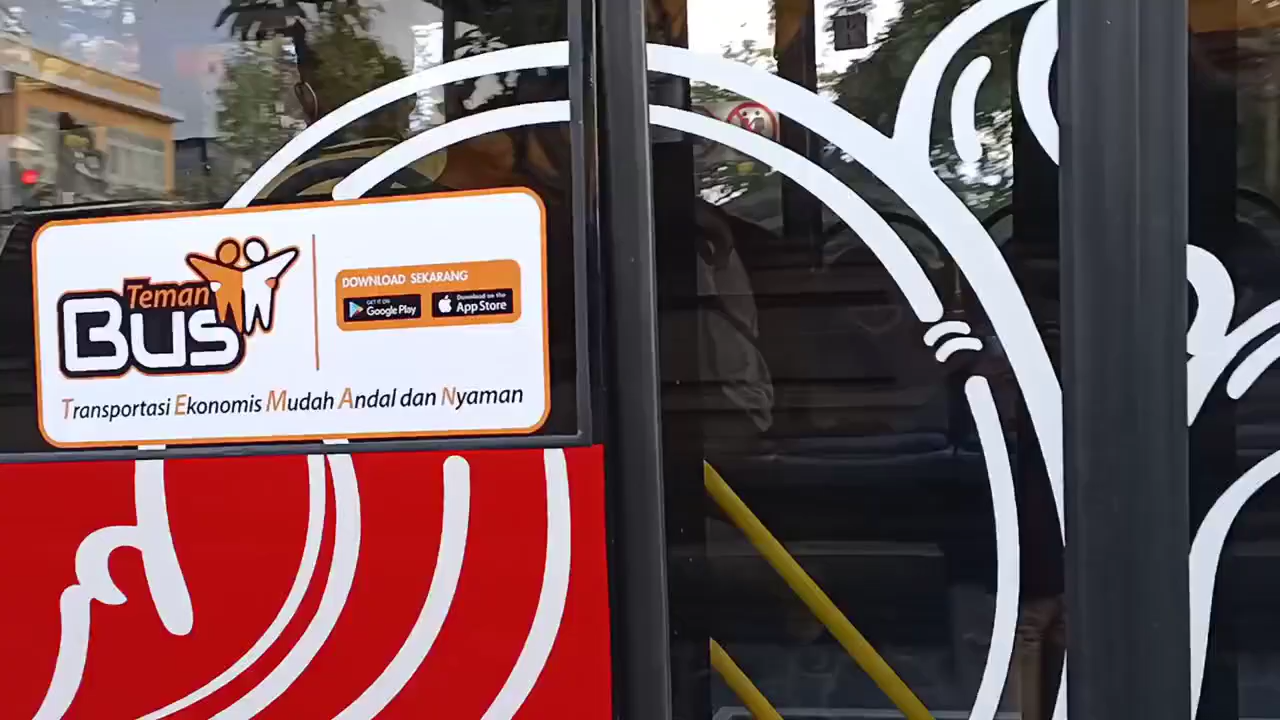 Teman
Bus
DOWNLOAD SEKARANG
GET IT ON
Google Play
Download on the
App Store
Transportasi Ekonomis Mudah Andal dan Nyaman